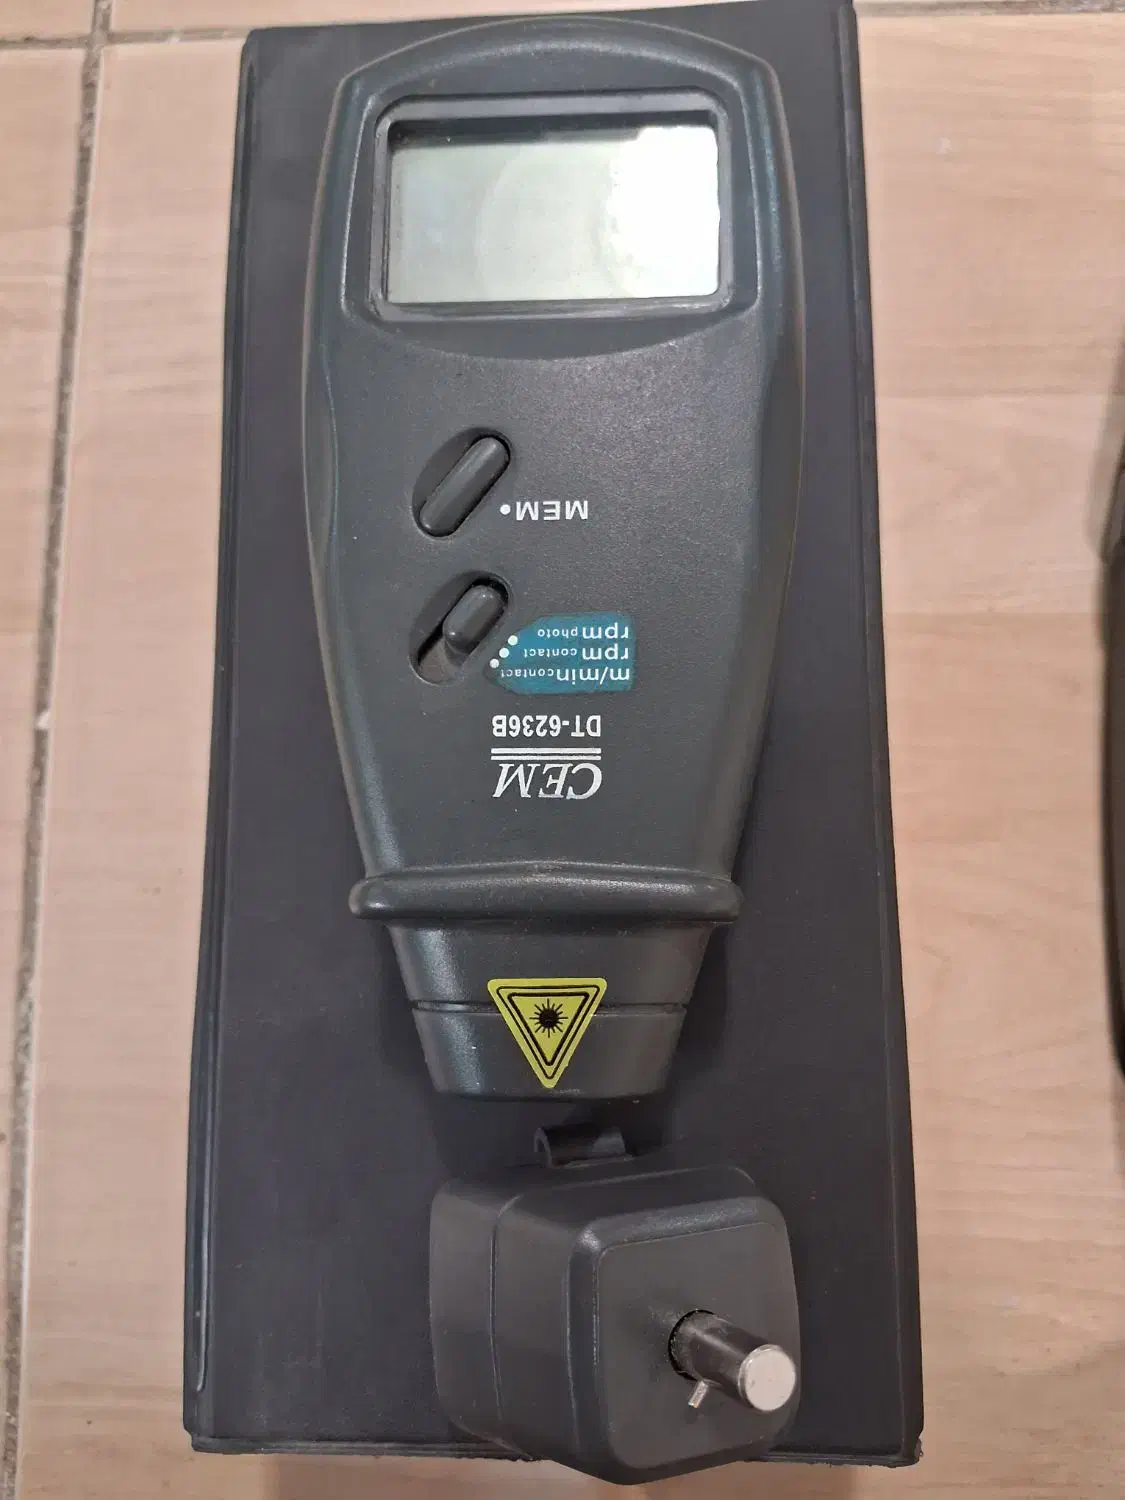 CEM
DT-6236B
m/min contact
rpm contact
rpm photo
MEM